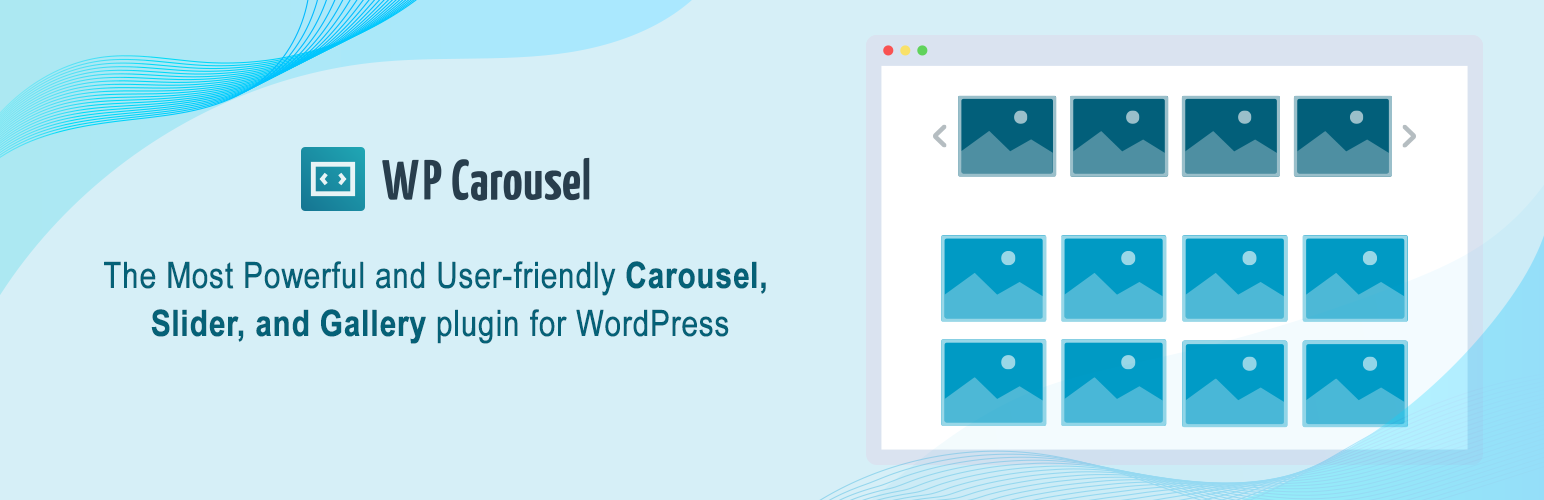 WP Carousel
The Most Powerful and User-friendly Carousel,
Slider, and Gallery plugin for WordPress